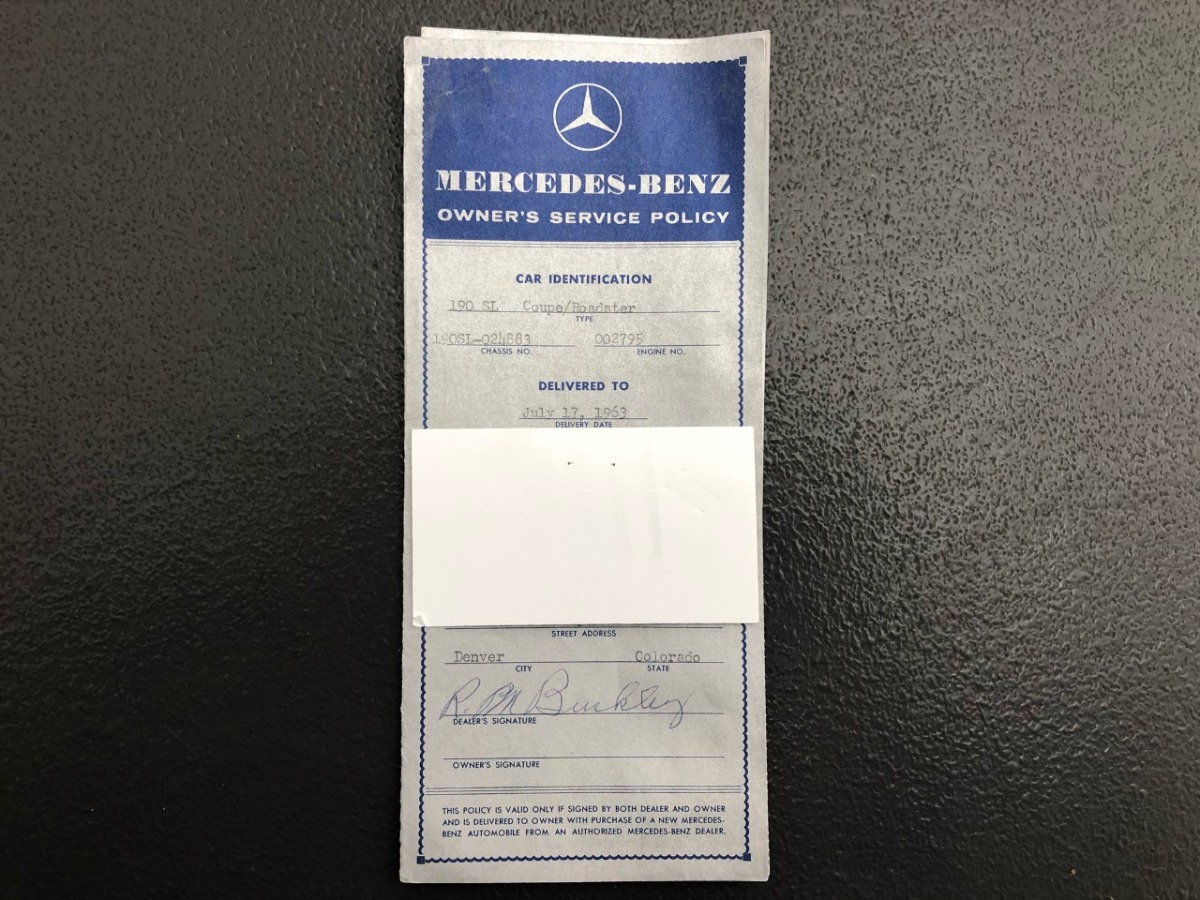 MERCEDES-BENZ
OWNER'S SERVICE POLICY
CAR IDENTIFICATION
190 SL Coupe/Roadster
TYPE
190SL-024883 002795
CHASSIS NO. ENGINE NO.
DELIVERED TO
July 17, 1963
DELIVERY DATE
STREET ADDRESS
Denver Colorado
CITY STATE
R. M. Buckley
DEALER'S SIGNATURE
OWNER'S SIGNATURE
THIS POLICY IS VALID ONLY IF SIGNED BY BOTH DEALER AND OWNER
AND IS DELIVERED TO OWNER WITH PURCHASE OF A NEW MERCEDES-
BENZ AUTOMOBILE FROM AN AUTHORIZED MERCEDES-BENZ DEALER.